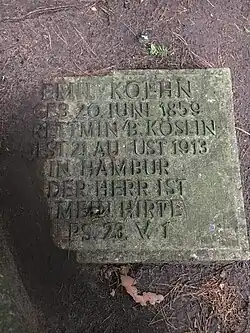 EMIL KOEHN
GEB. 20. JUNI 1859
KRETTMIN/B. KÖSLIN
GEST. 21. AUGUST 1913
IN HAMBURG
DER HERR IST
MEIN HIRTE
PS. 23. V. 1